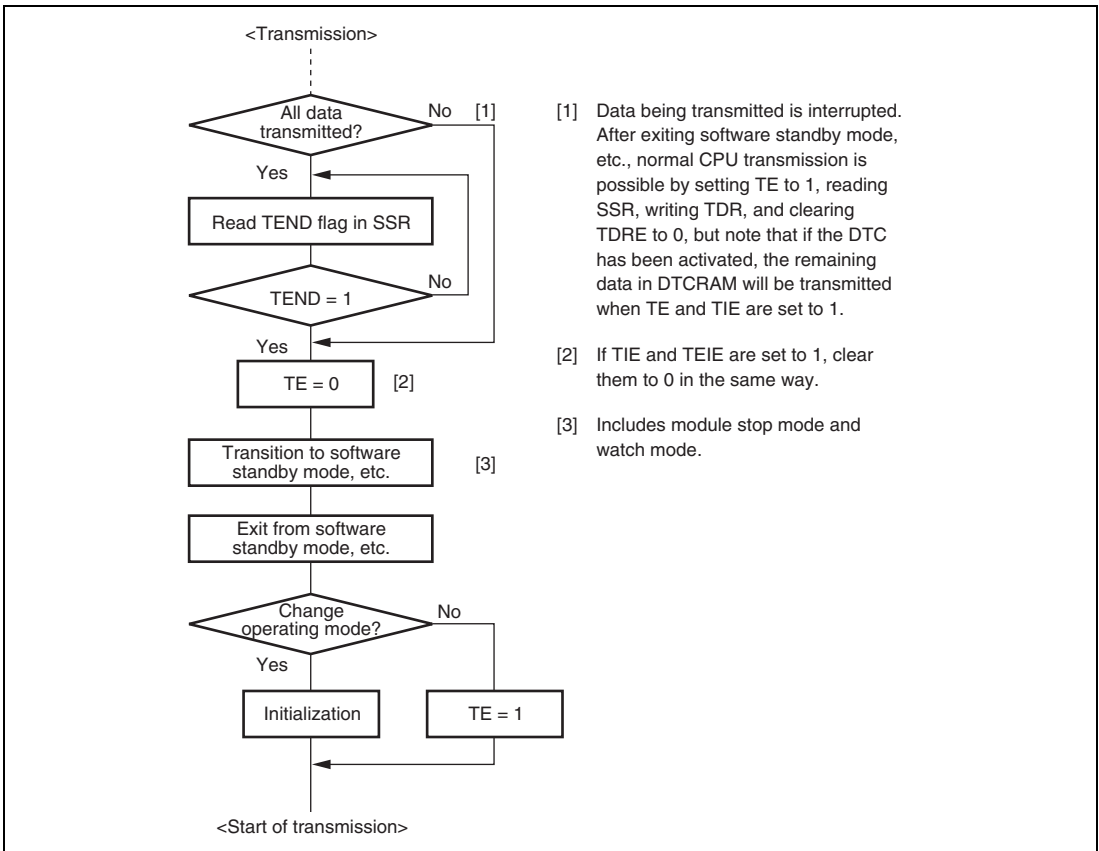 <Transmission>
All data
transmitted?
No [1]
Yes
Read TEND flag in SSR
TEND = 1
No
Yes
TE = 0 [2]
Transition to software
standby mode, etc.
[3]
Exit from software
standby mode, etc.
Change
operating mode?
No
Yes
Initialization
TE = 1
<Start of transmission>
[1] Data being transmitted is interrupted.
After exiting software standby mode,
etc., normal CPU transmission is
possible by setting TE to 1, reading
SSR, writing TDR, and clearing
TDRE to 0, but note that if the DTC
has been activated, the remaining
data in DTCRAM will be transmitted
when TE and TIE are set to 1.
[2] If TIE and TEIE are set to 1, clear
them to 0 in the same way.
[3] Includes module stop mode and
watch mode.